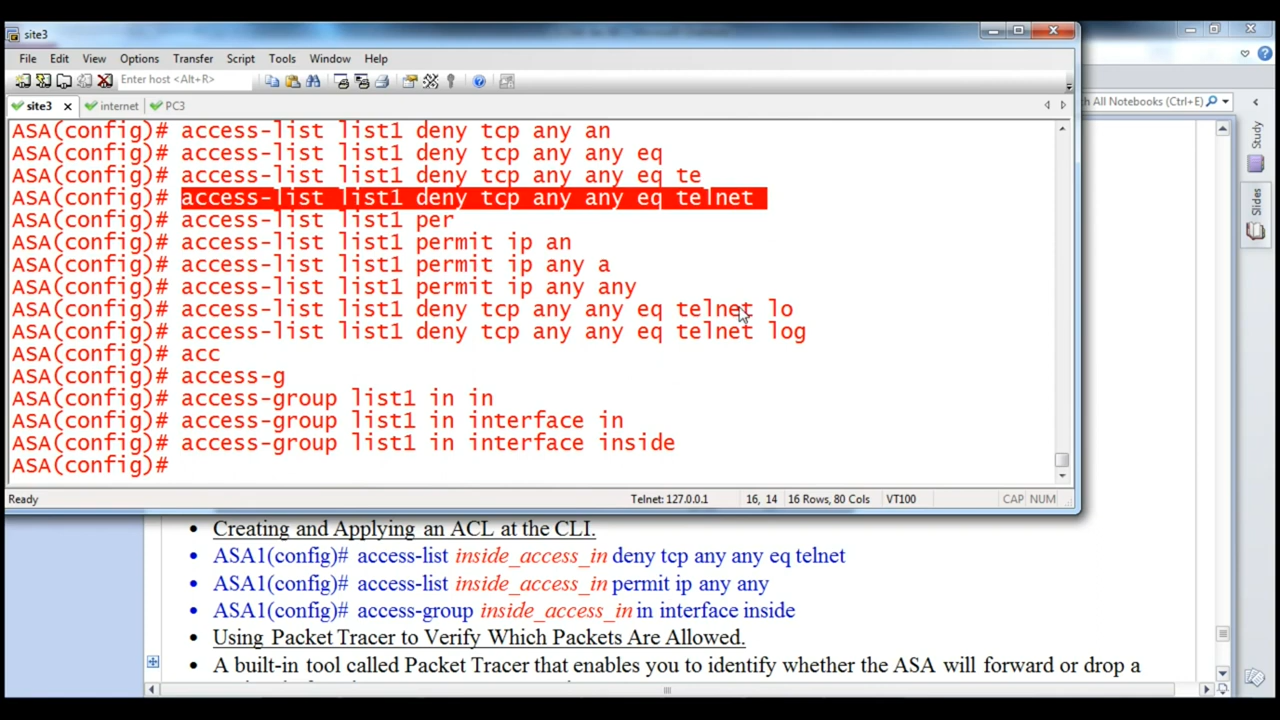 site3
File Edit View Options Transfer Script Tools Window Help
Enter host <Alt+R>
site3 internet PC3
ll All Notebooks (Ctrl+E)
ASA(config)# access-list list1 deny tcp any an
ASA(config)# access-list list1 deny tcp any any eq
ASA(config)# access-list list1 deny tcp any any eq te
ASA(config)# access-list list1 deny tcp any any eq telnet
ASA(config)# access-list list1 per
ASA(config)# access-list list1 permit ip an
ASA(config)# access-list list1 permit ip any a
ASA(config)# access-list list1 permit ip any any
ASA(config)# access-list list1 deny tcp any any eq telnet lo
ASA(config)# access-list list1 deny tcp any any eq telnet log
ASA(config)# acc
ASA(config)# access-g
ASA(config)# access-group list1 in in
ASA(config)# access-group list1 in interface in
ASA(config)# access-group list1 in interface inside
ASA(config)#
Study
Slides
Ready Telnet: 127.0.0.1 16, 14 16 Rows, 80 Cols VT100 CAP NUM
• Creating and Applying an ACL at the CLI.
• ASA1(config)# access-list inside_access_in deny tcp any any eq telnet
• ASA1(config)# access-list inside_access_in permit ip any any
• ASA1(config)# access-group inside_access_in in interface inside
• Using Packet Tracer to Verify Which Packets Are Allowed.
• A built-in tool called Packet Tracer that enables you to identify whether the ASA will forward or drop a